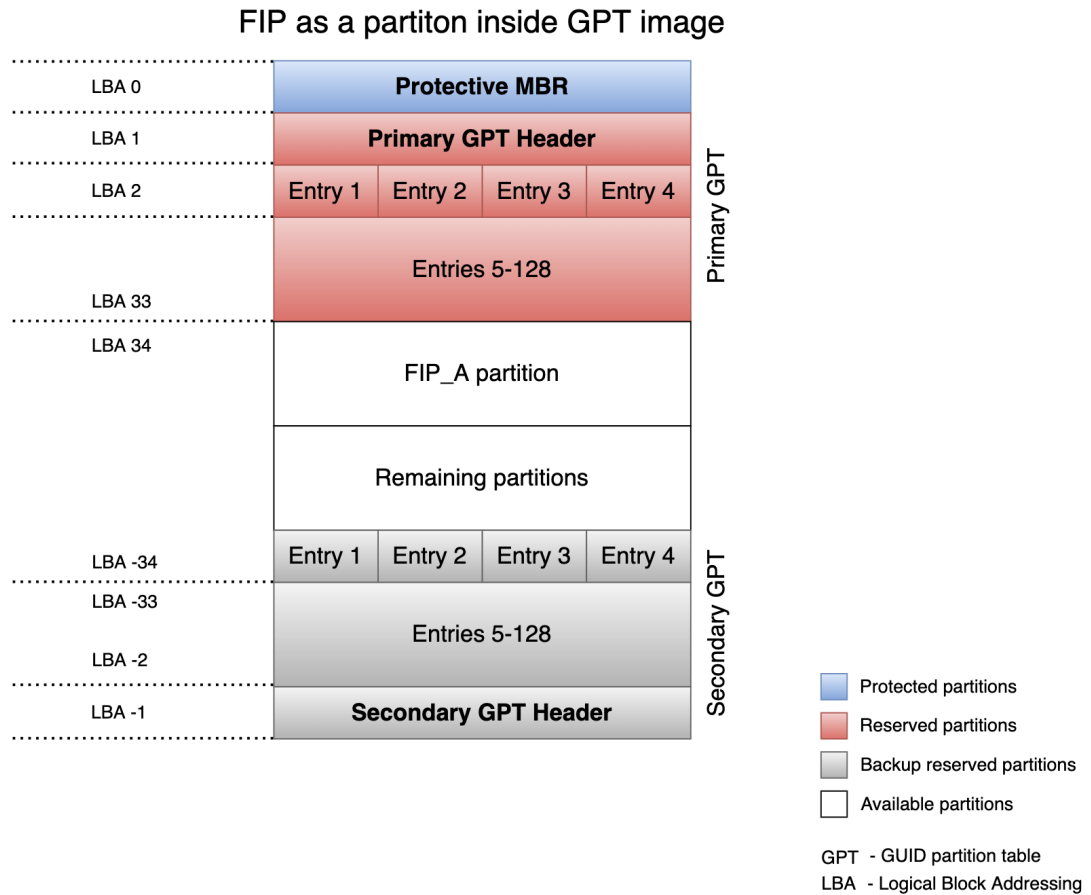 FIP as a partiton inside GPT image
LBA 0
Protective MBR
LBA 1
Primary GPT Header
LBA 2
Entry 1
Entry 2
Entry 3
Entry 4
Primary GPT
Entries 5-128
LBA 33
LBA 34
FIP_A partition
Remaining partitions
LBA -34
Entry 1
Entry 2
Entry 3
Entry 4
Secondary GPT
LBA -33
Entries 5-128
LBA -2
LBA -1
Secondary GPT Header
Protected partitions
Reserved partitions
Backup reserved partitions
Available partitions
GPT - GUID partition table
LBA - Logical Block Addressing